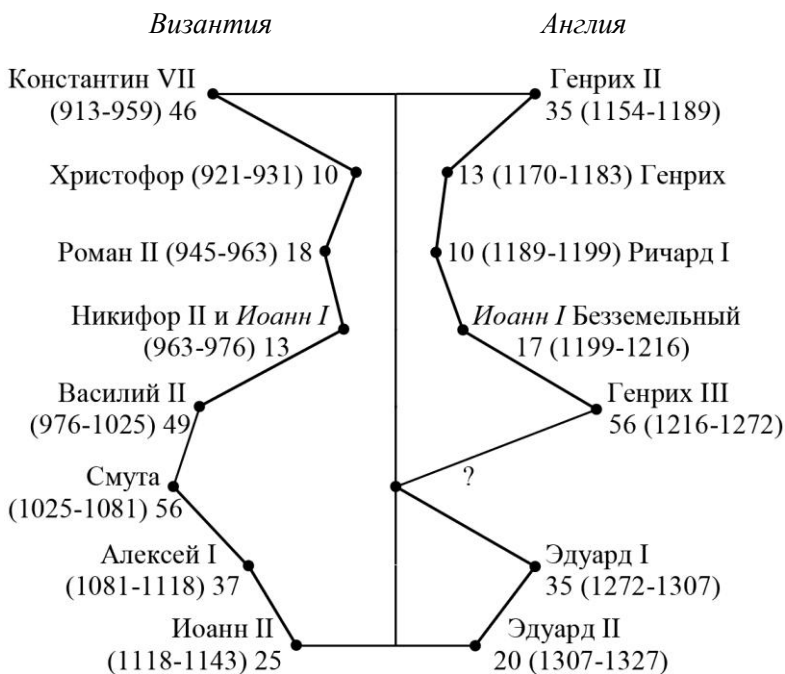 Византия Англия
Константин VII Генрих II
(913-959) 46 35 (1154-1189)
Христофор (921-931) 10 13 (1170-1183) Генрих
Роман II (945-963) 18 10 (1189-1199) Ричард I
Никифор II и Иоанн I Иоанн I Безземельный
(963-976) 13 17 (1199-1216)
Василий II Генрих III
(976-1025) 49 56 (1216-1272)
Смута ?
(1025-1081) 56
Алексей I Эдуард I
(1081-1118) 37 35 (1272-1307)
Иоанн II Эдуард II
(1118-1143) 25 20 (1307-1327)